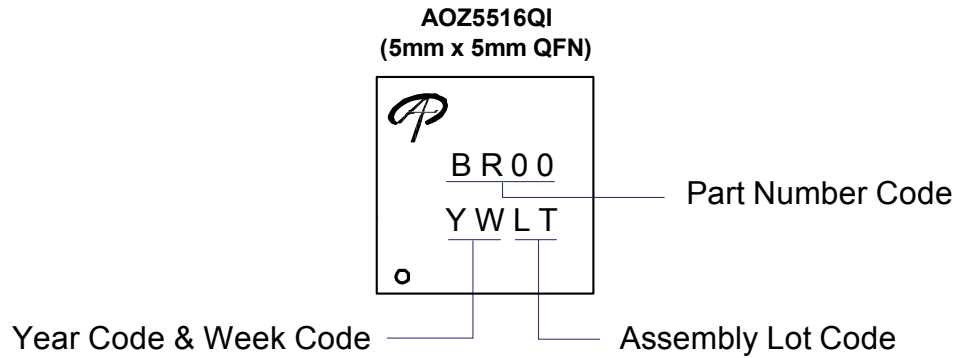 AOZ5516QI
(5mm x 5mm QFN)
BR00
Part Number Code
YWLT
Year Code & Week Code
Assembly Lot Code